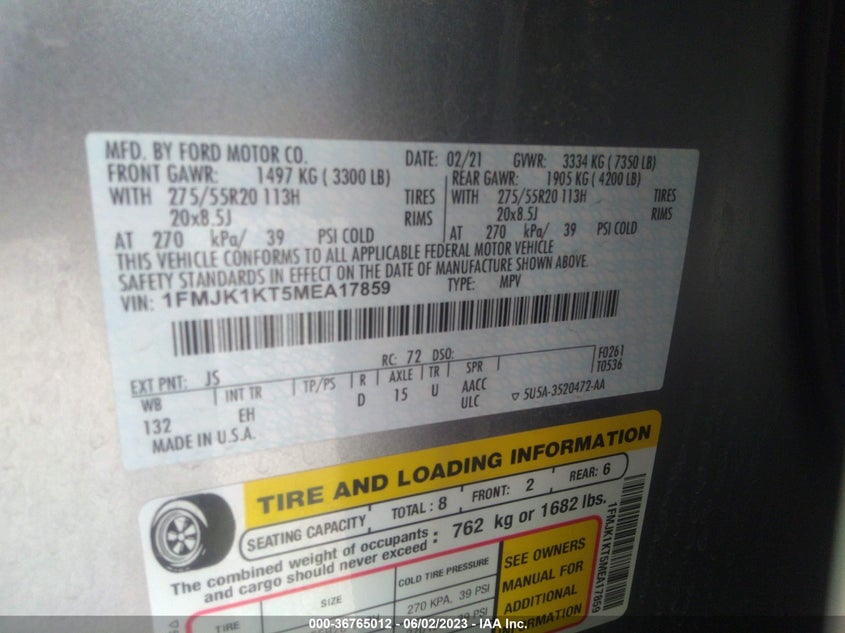 MFD. BY FORD MOTOR CO. DATE: 02/21 GVWR: 3334 KG ( 7350 LB)
FRONT GAWR: 1497 KG ( 3300 LB) REAR GAWR: 1905 KG ( 4200 LB)
WITH 275/55R20 113H TIRES WITH 275/55R20 113H TIRES
20x8.5J RIMS 20x8.5J RIMS
AT 270 kPa/ 39 PSI COLD AT 270 kPa/ 39 PSI COLD
THIS VEHICLE CONFORMS TO ALL APPLICABLE FEDERAL MOTOR VEHICLE
SAFETY STANDARDS IN EFFECT ON THE DATE OF MANUFACTURE SHOWN ABOVE.
VIN: 1FMJK1KT5MEA17859 TYPE: MPV
EXT PNT: JS RC: 72 DSO: F0261
WB INT TR TP/PS R AXLE TR SPR T0536
132 EH D 15 U AACC
ULC 5U5A-3520472-AA
MADE IN U.S.A.
TIRE AND LOADING INFORMATION
SEATING CAPACITY TOTAL: 8 FRONT: 2 REAR: 6
The combined weight of occupants and cargo should never exceed : 762 kg or 1682 lbs.
TIRE SIZE COLD TIRE PRESSURE
270 KPA, 39 PSI
SEE OWNERS
MANUAL FOR
ADDITIONAL
INFORMATION
1FMJK1KT5MEA17859
000-36765012 - 06/02/2023 - IAA Inc.